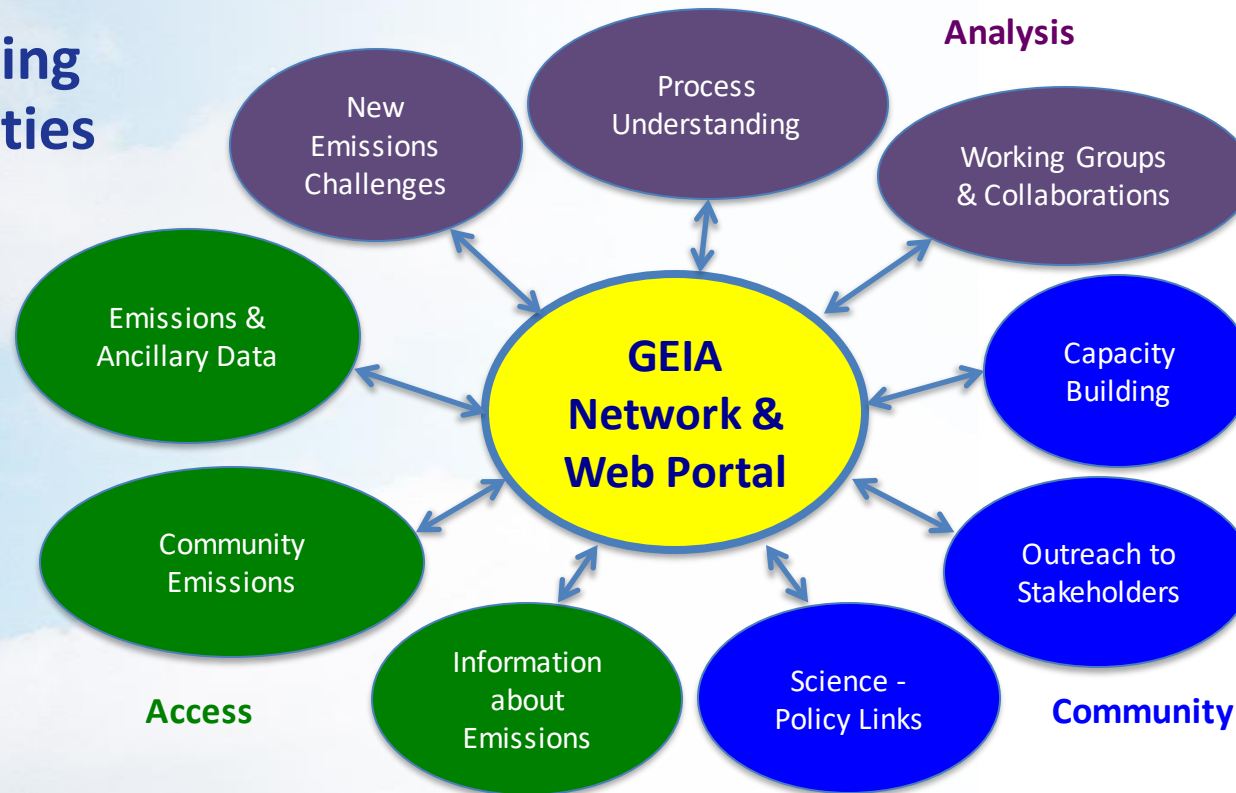 ing
ties
Analysis
New
Emissions
Challenges
Process
Understanding
Working Groups
& Collaborations
Emissions &
Ancillary Data
GEIA
Network &
Web Portal
Capacity
Building
Community
Emissions
Outreach to
Stakeholders
Information
about
Emissions
Science -
Policy Links
Access
Community